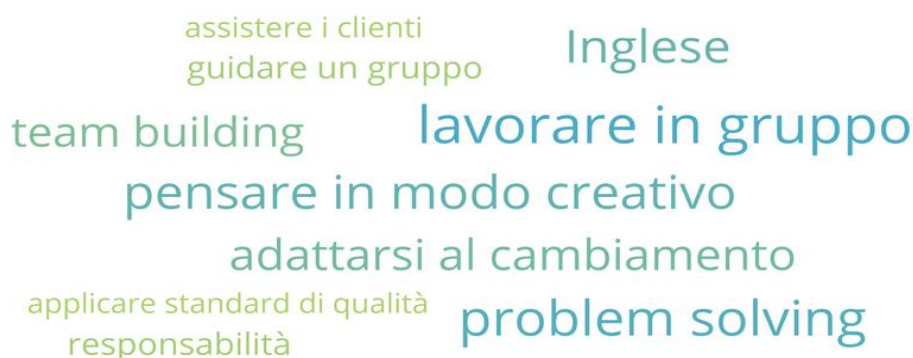 assistere i clienti
guidare un gruppo
Inglese
team building
lavorare in gruppo
pensare in modo creativo
adattarsi al cambiamento
applicare standard di qualità
problem solving
responsabilità